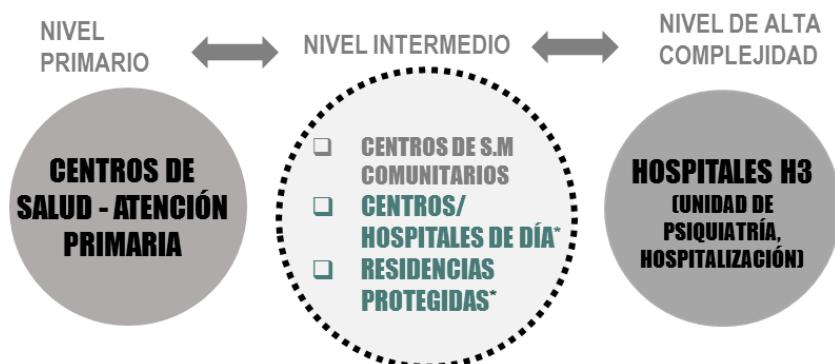 NIVEL
PRIMARIO
NIVEL INTERMEDIO
NIVEL DE ALTA
COMPLEJIDAD
CENTROS DE
SALUD - ATENCIÓN
PRIMARIA
❑ CENTROS DE S.M
COMUNITARIOS
❑ CENTROS/
HOSPITALES DE DÍA*
❑ RESIDENCIAS
PROTEGIDAS*
HOSPITALES H3
(UNIDAD DE
PSIQUIATRÍA,
HOSPITALIZACIÓN)